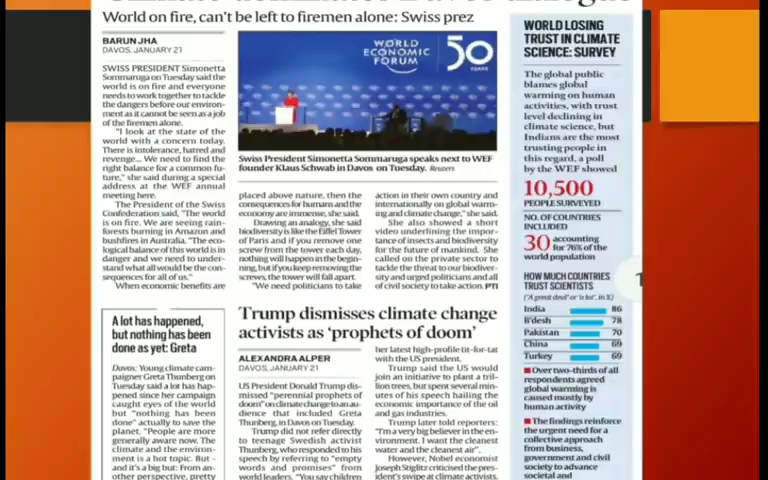 World on fire, can't be left to firemen alone: Swiss prez
BARUN JHA
DAVOS, JANUARY 21
SWISS PRESIDENT Simonetta
Sommaruga on Tuesday said the
world is on fire and everyone
needs to work together to tackle
the dangers before our environ-
ment as it cannot be seen as a job
of the firemen alone.
"I look at the state of the
world with a concern today.
There is intolerance, hatred and
revenge... We need to find the
right balance for a common fu-
ture," she said during a special
address at the WEF annual
meeting here.
The President of the Swiss
Confederation said, "The world
is on fire. We are seeing rain-
forests burning in Amazon and
bushfires in Australia. "The eco-
logical balance of this world is in
danger and we need to under-
stand what all would be the con-
sequences for all of us."
When economic benefits are
WORLD
ECONOMIC
FORUM
50
YEARS
Swiss President Simonetta Sommaruga speaks next to WEF
founder Klaus Schwab in Davos on Tuesday. Reuters
placed above nature, then the
consequences for humans and the
economy are immense, she said.
Drawing an analogy, she said
biodiversity is like the Eiffel Tower
of Paris and if you remove one
screw from the tower each day,
nothing will happen in the begin-
ning, but if you keep removing the
screws, the tower will fall apart.
"We need politicians to take
action in their own country and
internationally on global warm-
ing and climate change," she said.
She also showed a short
video underlining the impor-
tance of insects and biodiversity
for the future of mankind. She
called on the private sector to
tackle the threat to our biodiver-
sity and urged politicians and all
of civil society to take action. PTI
A lot has happened,
but nothing has been
done as yet: Greta
Davos: Young climate cam-
paigner Greta Thunberg on
Tuesday said a lot has hap-
pened since her campaign
caught eyes of the world
but "nothing has been
done" actually to save the
planet. "People are more
generally aware now. The
climate and the environ-
ment is a hot topic. But -
and it's a big but: From an-
other perspective, pretty
Trump dismisses climate change
activists as 'prophets of doom'
ALEXANDRA ALPER
DAVOS, JANUARY 21
US PRESIDENT Donald Trump dis-
missed "perennial prophets of
doom" on climate change to an au-
dience that included Greta
Thunberg, in Davos on Tuesday.
Trump did not refer directly
to teenage Swedish activist
Thunberg, who responded to his
speech by referring to "empty
words and promises" from
world leaders. "You say children
her latest high-profile tit-for-tat
with the US president.
Trump said the US would
join an initiative to plant a tril-
lion trees, but spent several min-
utes of his speech hailing the
economic importance of the oil
and gas industries.
Trump later told reporters:
"I'm a very big believer in the en-
vironment. I want the cleanest
water and the cleanest air".
However, Nobel economist
Joseph Stiglitz criticised the pres-
ident's swipe at climate activists.
WORLD LOSING
TRUST IN CLIMATE
SCIENCE: SURVEY
The global public
blames global
warming on human
activities, with trust
level declining in
climate science, but
Indians are the most
trusting people in
this regard, a poll
by the WEF showed
10,500
PEOPLE SURVEYED
NO. OF COUNTRIES
INCLUDED
30 accounting
for 76% of the
world population
HOW MUCH COUNTRIES
TRUST SCIENTISTS
("A great deal" or "a lot", in %)
India 86
B'desh 78
Pakistan 70
China 69
Turkey 69
Over two-thirds of all
respondents agreed
global warming is
caused mostly by
human activity
The findings reinforce
the urgent need for a
collective approach
from business,
government and civil
society to advance
societal and